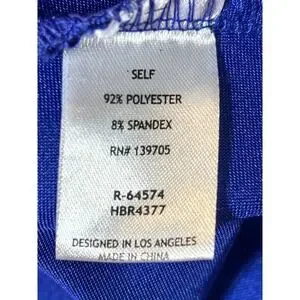 SELF
92% POLYESTER
8% SPANDEX
RN# 139705
R-64574
HBR4377
DESIGNED IN LOS ANGELES
MADE IN CHINA